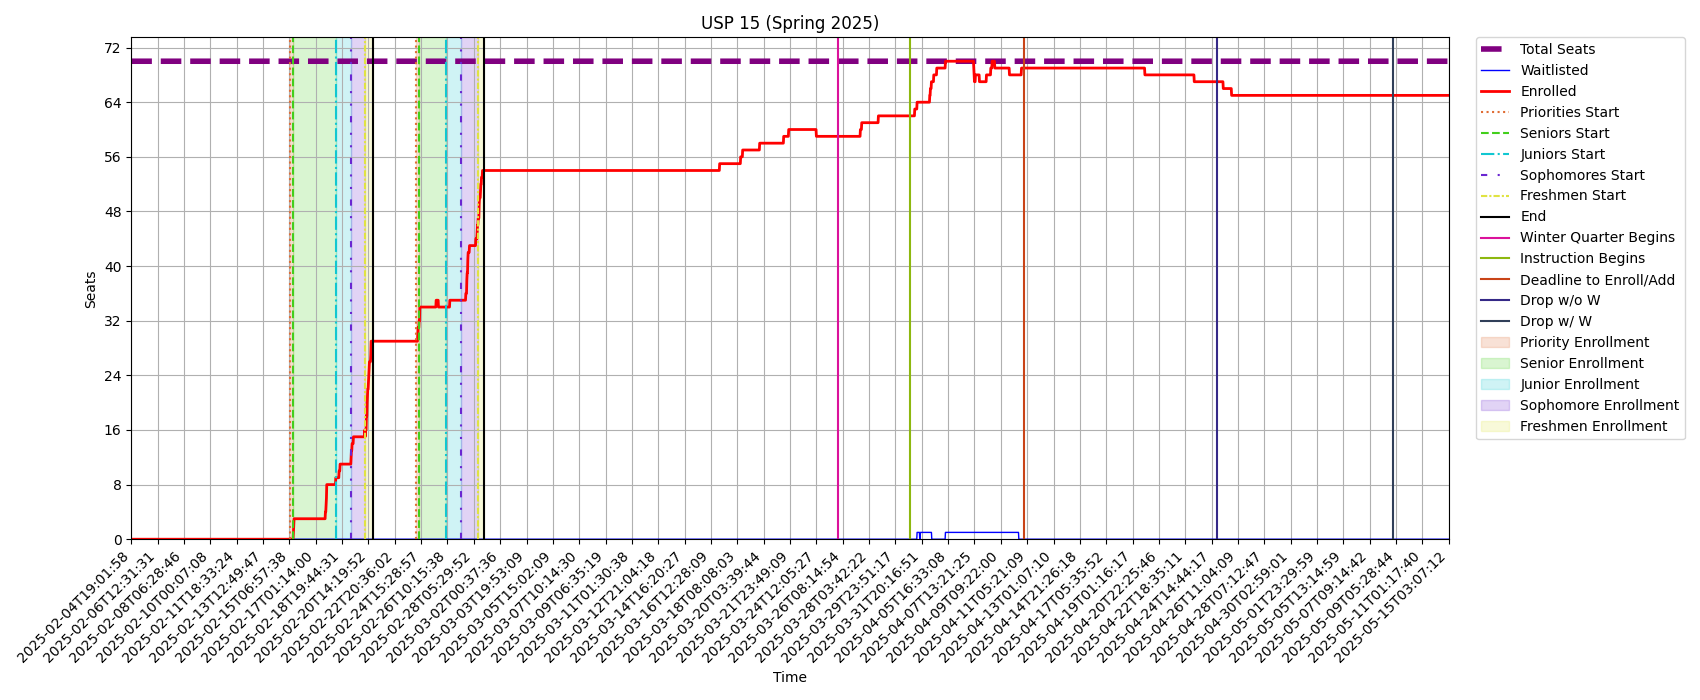 USP 15 (Spring 2025)
72
64
56
48
40
32
24
16
8
0
Seats
2025-02-04T19:01:58
2025-02-06T12:31:31
2025-02-08T06:28:46
2025-02-10T00:07:08
2025-02-11T18:33:24
2025-02-13T12:49:47
2025-02-15T06:57:38
2025-02-17T01:14:00
2025-02-18T19:44:31
2025-02-20T14:19:52
2025-02-22T20:36:02
2025-02-24T15:28:57
2025-02-26T10:15:38
2025-02-28T05:29:52
2025-03-02T00:37:36
2025-03-03T19:53:09
2025-03-05T15:02:09
2025-03-07T10:14:30
2025-03-09T06:35:19
2025-03-11T01:30:38
2025-03-12T21:04:18
2025-03-14T16:20:27
2025-03-16T12:28:09
2025-03-18T08:08:03
2025-03-20T03:39:44
2025-03-21T23:49:09
2025-03-24T12:05:27
2025-03-26T08:14:54
2025-03-28T03:42:22
2025-03-29T23:51:17
2025-03-31T20:16:51
2025-04-05T16:33:08
2025-04-07T13:21:25
2025-04-09T09:22:00
2025-04-11T05:21:09
2025-04-13T01:07:10
2025-04-14T21:26:18
2025-04-17T05:35:52
2025-04-19T01:16:17
2025-04-20T22:25:46
2025-04-22T18:35:11
2025-04-24T14:44:17
2025-04-26T11:04:09
2025-04-28T07:12:47
2025-04-30T02:59:01
2025-05-01T23:29:59
2025-05-05T13:14:59
2025-05-07T09:14:42
2025-05-09T05:28:44
2025-05-11T01:17:40
2025-05-15T03:07:12
Time
Total Seats
Waitlisted
Enrolled
Priorities Start
Seniors Start
Juniors Start
Sophomores Start
Freshmen Start
End
Winter Quarter Begins
Instruction Begins
Deadline to Enroll/Add
Drop w/o W
Drop w/ W
Priority Enrollment
Senior Enrollment
Junior Enrollment
Sophomore Enrollment
Freshmen Enrollment